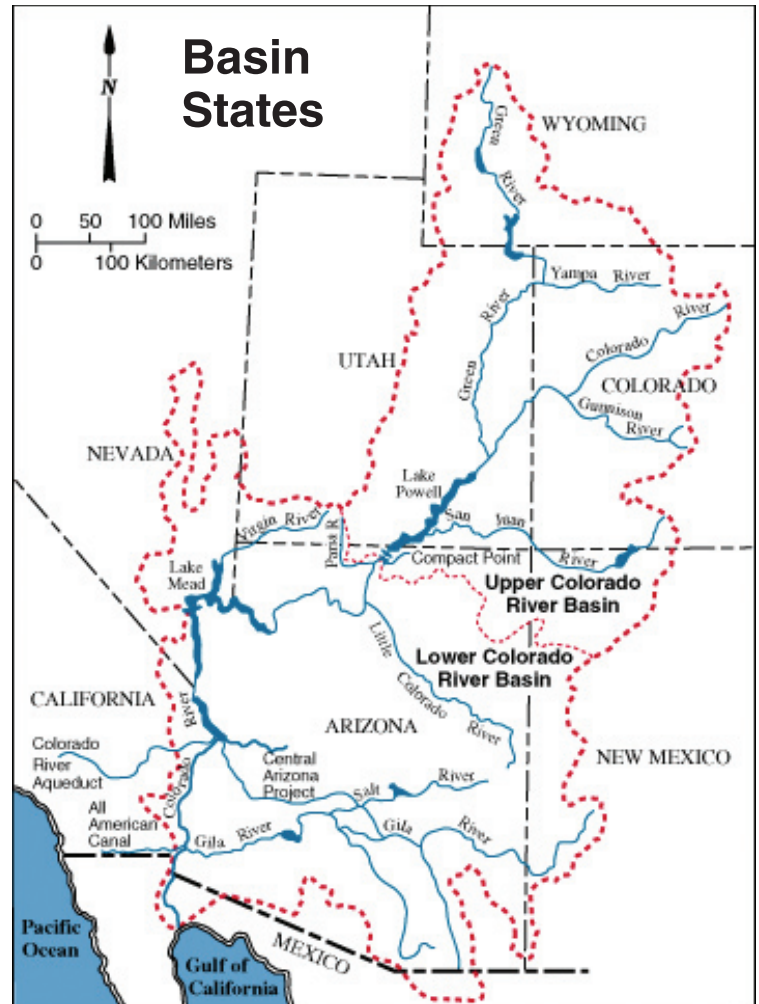 Basin
States
N
0 50 100 Miles
0 100 Kilometers
WYOMING
Green
River
Yampa River
Green River
UTAH
Colorado River
COLORADO
Gunnison
River
NEVADA
Lake
Powell
San Juan River
Virgin River
Paria R.
Compact Point
Lake
Mead
Upper Colorado
River Basin
Little Colorado River
Lower Colorado
River Basin
CALIFORNIA
Colorado River
ARIZONA
NEW MEXICO
Colorado
River
Aqueduct
Central
Arizona
Project
Salt River
All
American
Canal
Gila River
Gila River
MEXICO
Pacific
Ocean
Gulf of
California